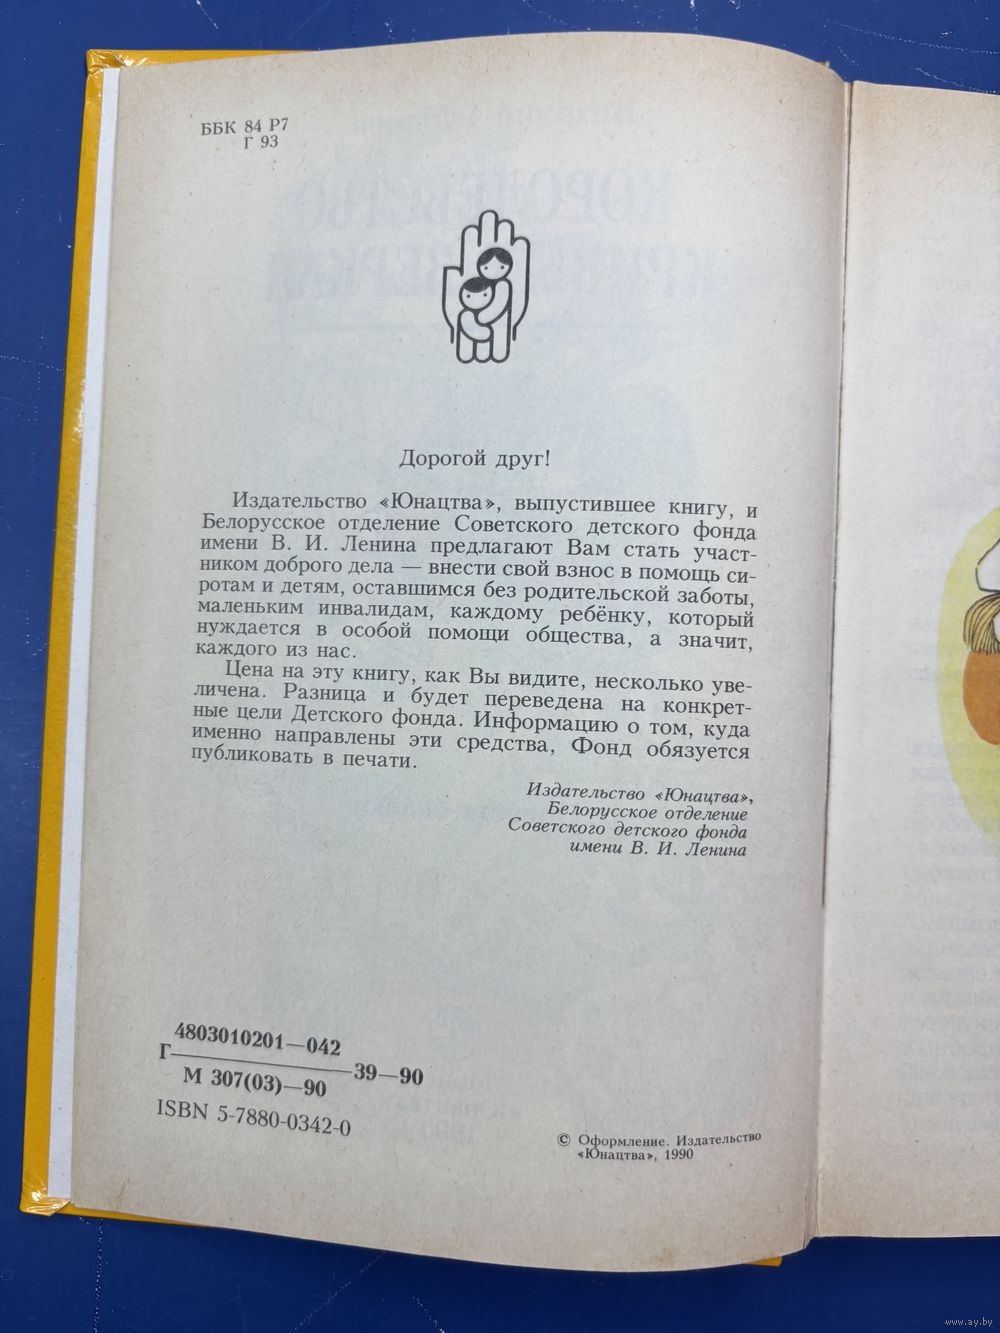 ББК 84 Р7
Г 93
Дорогой друг!
Издательство «Юнацтва», выпустившее книгу, и
Белорусское отделение Советского детского фонда
имени В. И. Ленина предлагают Вам стать участ-
ником доброго дела — внести свой взнос в помощь си-
ротам и детям, оставшимся без родительской заботы,
маленьким инвалидам, каждому ребёнку, который
нуждается в особой помощи общества, а значит,
каждого из нас.
Цена на эту книгу, как Вы видите, несколько уве-
личена. Разница и будет переведена на конкрет-
ные цели Детского фонда. Информацию о том, куда
именно направлены эти средства, Фонд обязуется
публиковать в печати.
Издательство «Юнацтва»,
Белорусское отделение
Советского детского фонда
имени В. И. Ленина
4803010201—042
Г—39—90
М 307(03)—90
ISBN 5-7880-0342-0
© Оформление. Издательство
«Юнацтва», 1990
www.ay.by